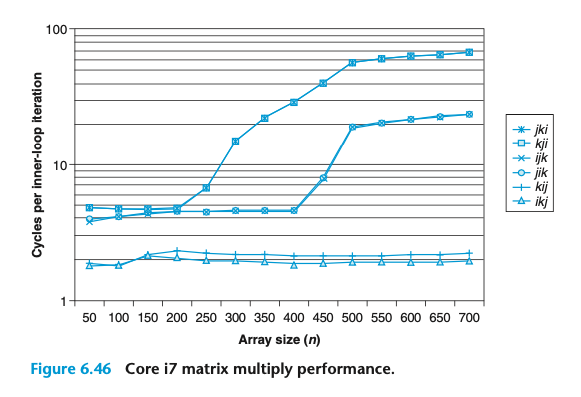 100
10
1
Cycles per inner-loop iteration
50 100 150 200 250 300 350 400 450 500 550 600 650 700
Array size (n)
jki
kji
ijk
jik
kij
ikj
Figure 6.46 Core i7 matrix multiply performance.